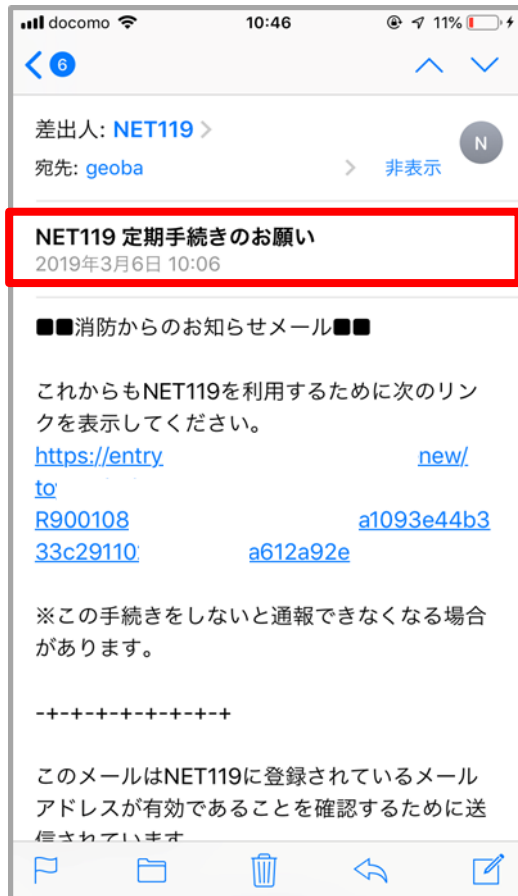 docomo 10:46 11%
6
差出人: NET119
N
宛先: geoba 非表示
NET119 定期手続きのお願い
2019年3月6日 10:06
■■消防からのお知らせメール■■
これからもNET119を利用するために次のリン
クを表示してください。
https://entry new/
to
R900108 a1093e44b3
33c29110 a612a92e
※この手続きをしないと通報できなくなる場合
があります。
-+-+-+-+-+-+-+-+
このメールはNET119に登録されているメール
アドレスが有効であることを確認するために送
信されています